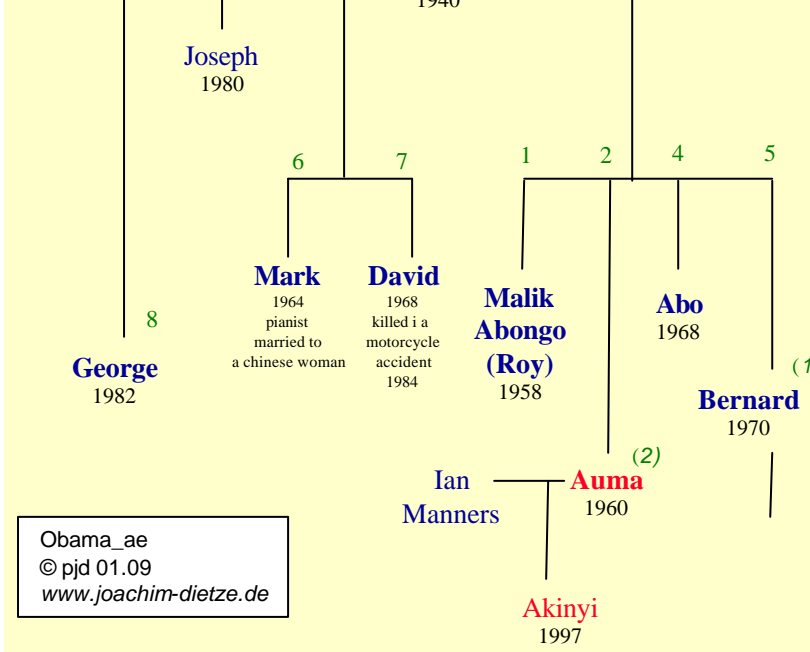 1940
Joseph
1980
6
7
1
2
4
5
Mark
1964
pianist
married to
a chinese woman
David
1968
killed i a
motorcycle
accident
1984
Malik
Abongo
(Roy)
1958
Abo
1968
8
George
1982
(1
Bernard
1970
Ian
Manners
(2)
Auma
1960
Obama_ae
© pjd 01.09
www.joachim-dietze.de
Akinyi
1997